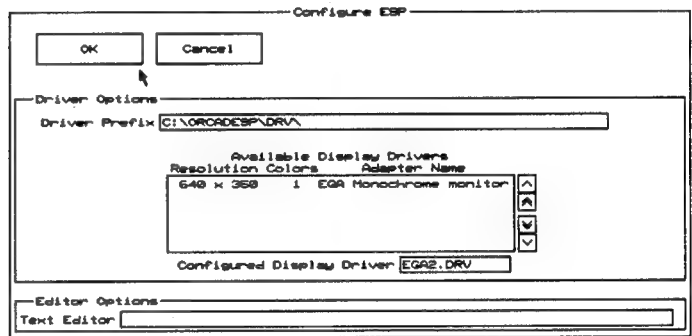 Configure ESP
OK Cancel
Driver Options
Driver Prefix C:\ORCADESP\DRV\
Available Display Drivers
Resolution Colors Adapter Name
640 x 350 1 EGA Monochrome monitor
Configured Display Driver EGA2.DRV
Editor Options
Text Editor